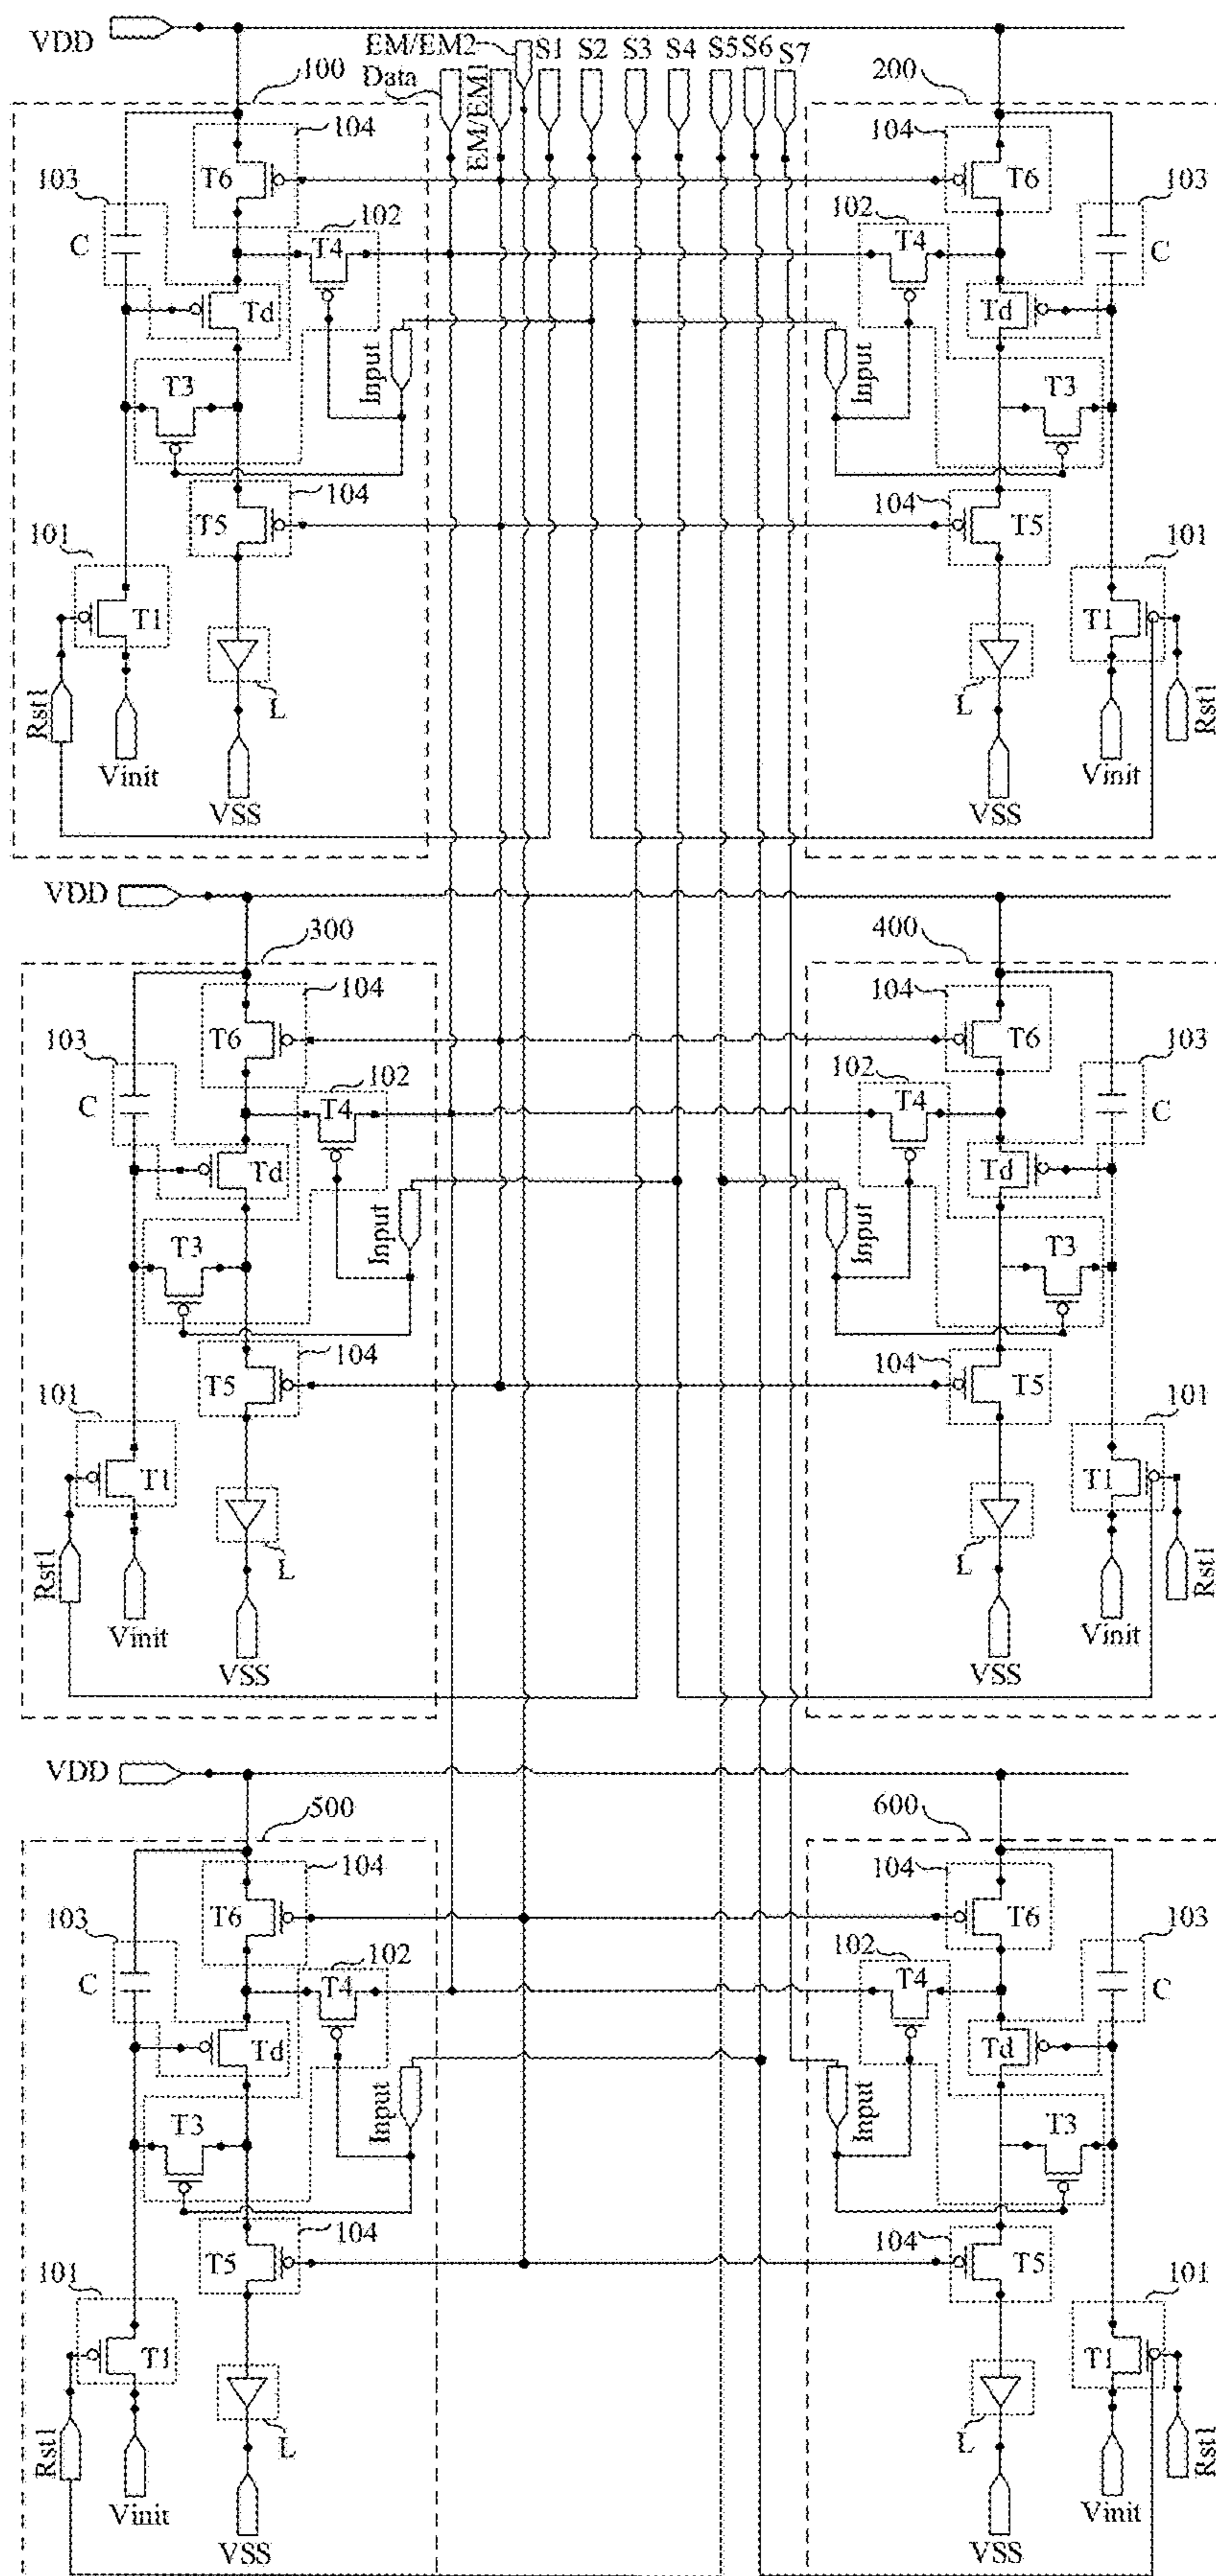 VDD
EM/EM2
S1
S2
S3
S4
S5
S6
S7
Data
EM/EM1
100
200
104
104
T6
T6
103
103
102
102
C
T4
T4
C
Td
Td
Input
Input
T3
T3
104
104
T5
T5
101
101
T1
T1
L
L
Rst1
Rst1
Vinit
Vinit
VSS
VSS
VDD
300
400
104
104
T6
T6
103
103
102
102
C
T4
T4
C
Td
Td
Input
Input
T3
T3
104
104
T5
T5
101
101
T1
T1
L
L
Rst1
Rst1
Vinit
Vinit
VSS
VSS
VDD
500
600
104
104
T6
T6
103
103
102
102
C
T4
T4
C
Td
Td
Input
Input
T3
T3
104
104
T5
T5
101
101
T1
T1
L
L
Rst1
Rst1
Vinit
Vinit
VSS
VSS